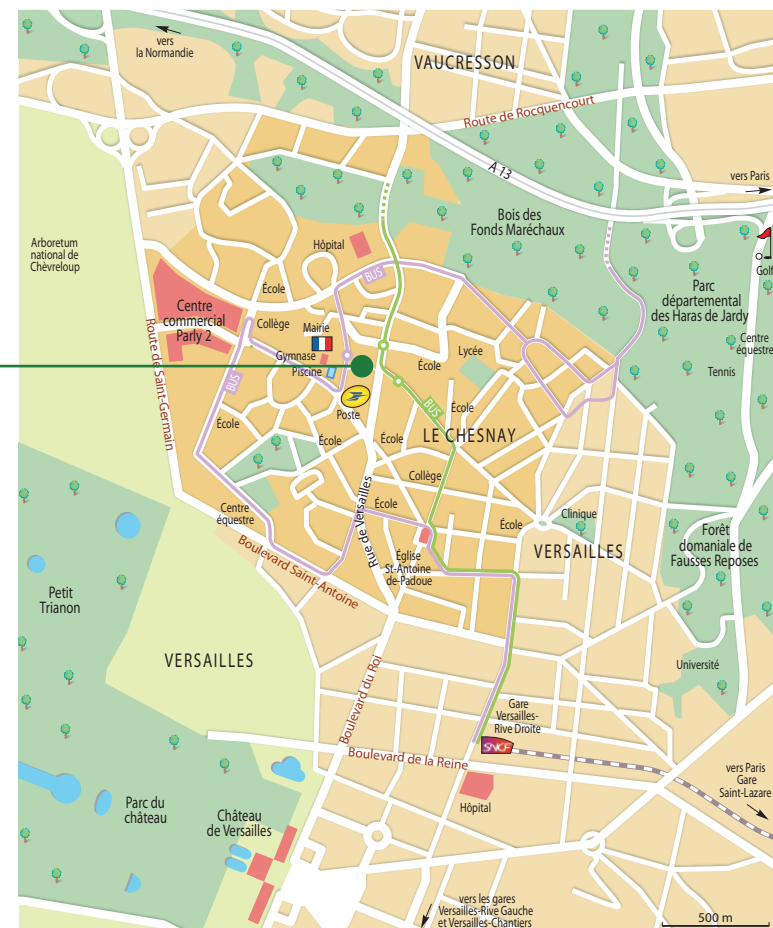 vers
la Normandie
VAUCRESSON
Route de Rocquencourt
A 13
vers Paris
Bois des
Fonds Maréchaux
Arboretum
national de
Chèvreloup
Hôpital
BUS
Golf
Parc
départemental
des Haras de Jardy
École
Centre
commercial
Parly 2
Collège
Mairie
Gymnase
Piscine
École
Lycée
Centre
équestre
Tennis
Route de Saint-Germain
BUS
Poste
BUS
École
École
École
École
LE CHESNAY
Collège
Rue de Versailles
Centre
équestre
École
École
Clinique
VERSAILLES
Forêt
domaniale de
Fausses Reposes
Boulevard Saint-Antoine
Église
St-Antoine
de-Padoue
Petit
Trianon
VERSAILLES
Université
Boulevard du Roi
Gare
Versailles-
Rive Droite
SNCF
Boulevard de la Reine
vers Paris
Gare
Saint-Lazare
Parc du
château
Château
de Versailles
Hôpital
vers les gares
Versailles-Rive Gauche
et Versailles-Chantiers
500 m